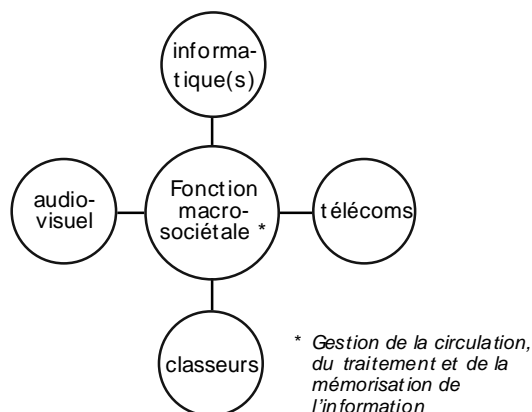 informa-
tique(s)
audio-
visuel
Fonction
macro-
sociétale *
télécoms
classeurs
* Gestion de la circulation,
du traitement et de la
mémorisation de
l'information